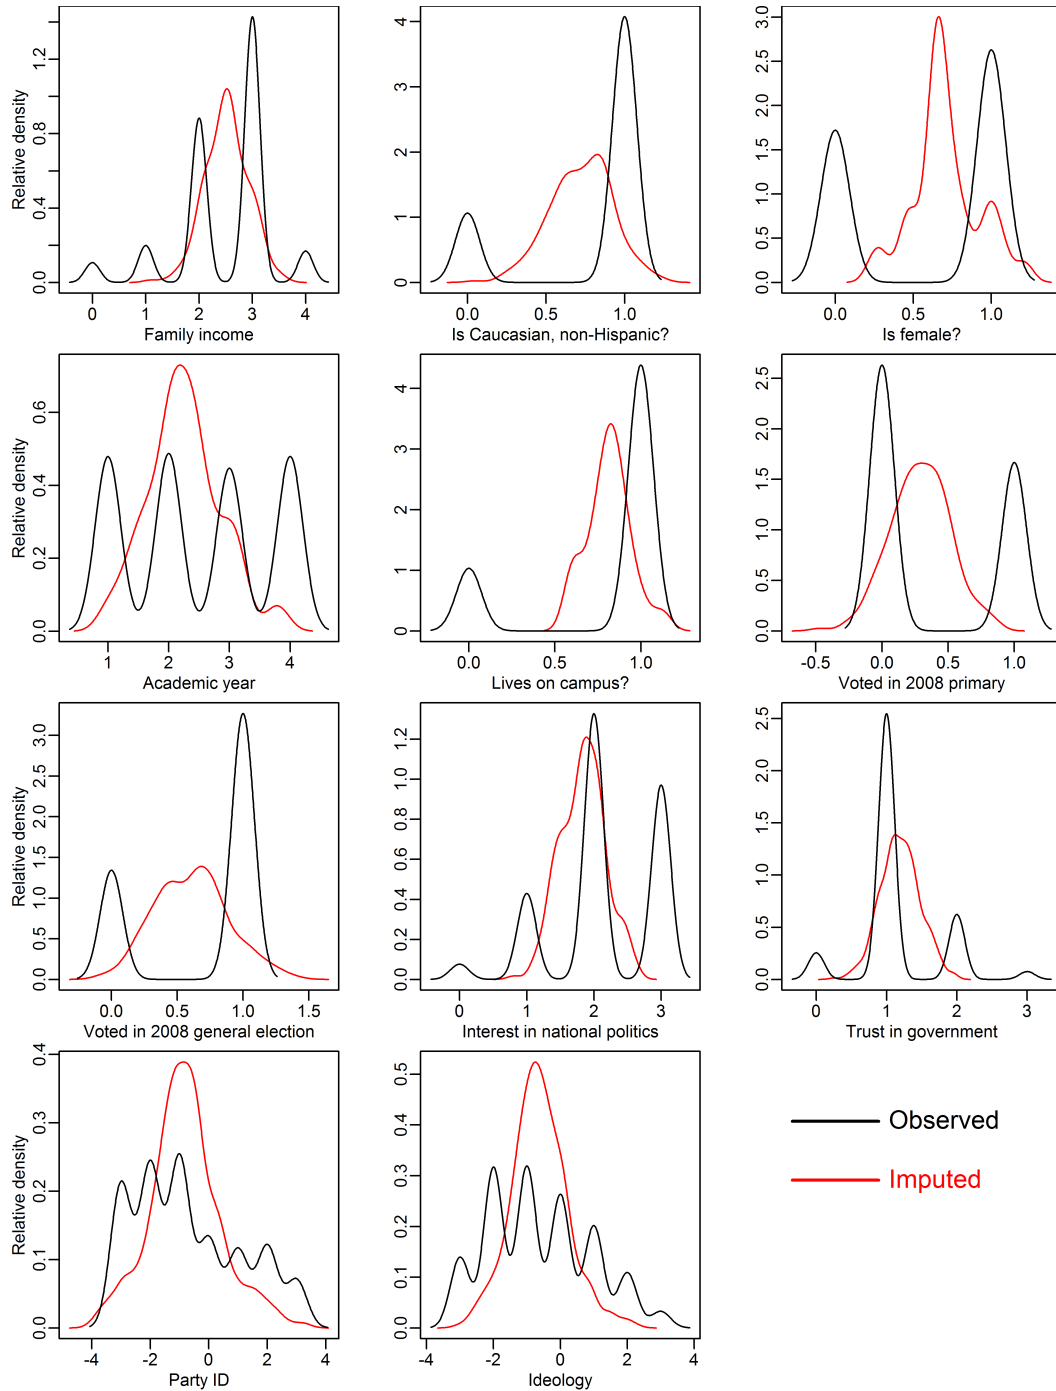 Relative density
0.0 0.4 0.8 1.2
0 1 2 3 4
Family income
0 1 2 3 4
0.0 0.5 1.0
Is Caucasian, non-Hispanic?
0.0 0.5 1.0 1.5 2.0 2.5 3.0
0.0 0.5 1.0
Is female?
Relative density
0.0 0.2 0.4 0.6
1 2 3 4
Academic year
0 1 2 3 4
0.0 0.5 1.0
Lives on campus?
0.0 0.5 1.0 1.5 2.0 2.5
-0.5 0.0 0.5 1.0
Voted in 2008 primary
Relative density
0.0 0.5 1.0 1.5 2.0 2.5 3.0
0.0 0.5 1.0 1.5
Voted in 2008 general election
0.0 0.2 0.4 0.6 0.8 1.0 1.2
0 1 2 3
Interest in national politics
0.0 0.5 1.0 1.5 2.0 2.5
0 1 2 3
Trust in government
Relative density
0.0 0.1 0.2 0.3 0.4
-4 -2 0 2 4
Party ID
0.0 0.1 0.2 0.3 0.4 0.5
-4 -2 0 2 4
Ideology
Observed
Imputed